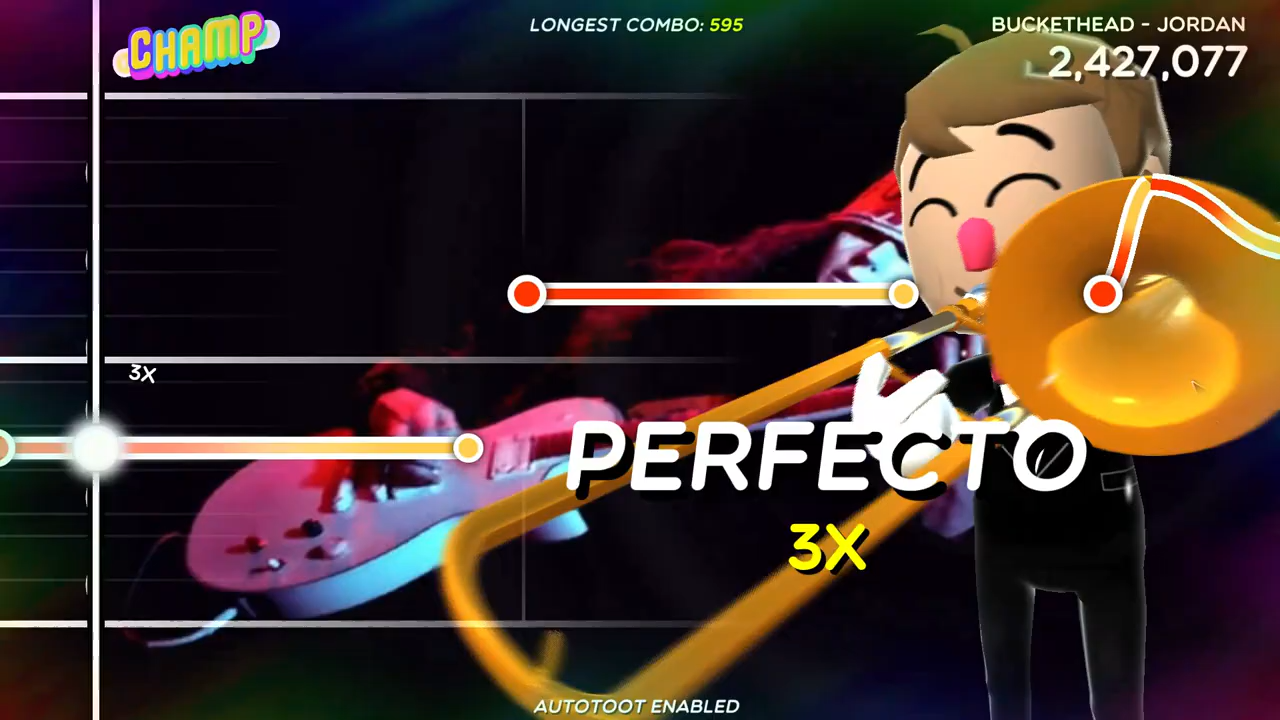 CHAMP
LONGEST COMBO: 595
BUCKETHEAD - JORDAN
2,427,077
3X
PERFECTO
3X
AUTOTOOT ENABLED